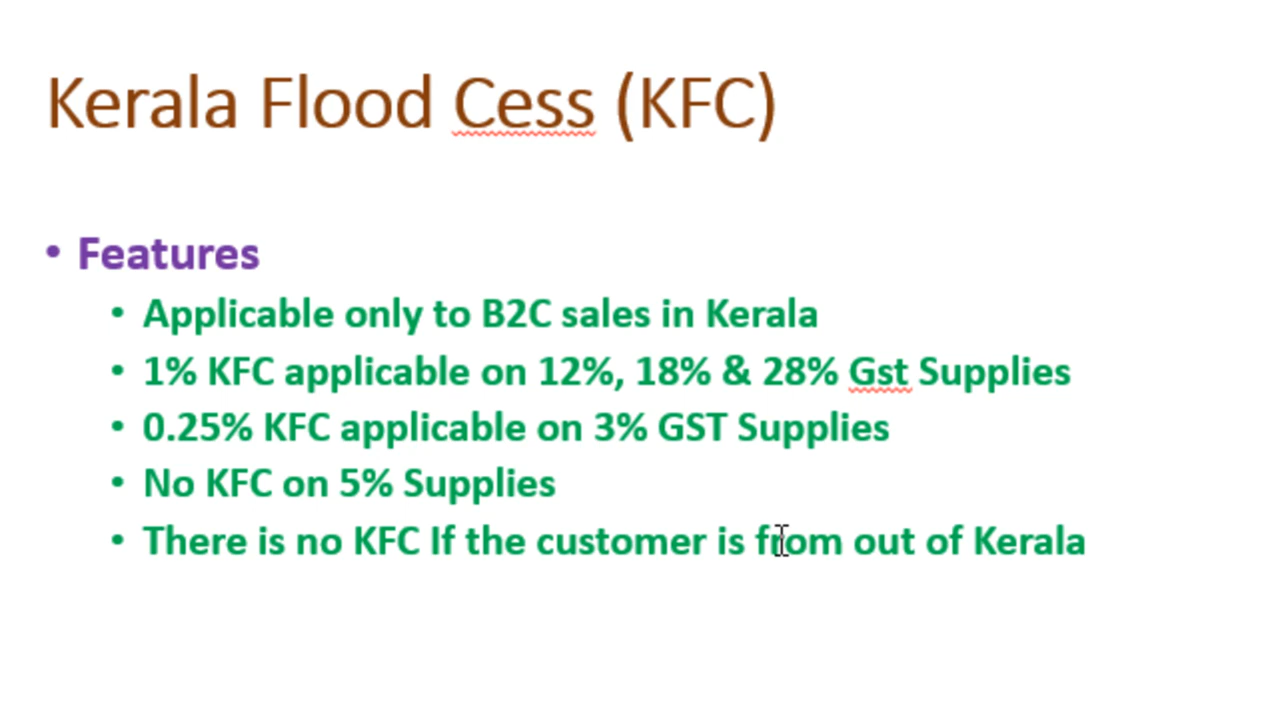 Kerala Flood Cess (KFC)
• Features
• Applicable only to B2C sales in Kerala
• 1% KFC applicable on 12%, 18% & 28% Gst Supplies
• 0.25% KFC applicable on 3% GST Supplies
• No KFC on 5% Supplies
• There is no KFC If the customer is from out of Kerala